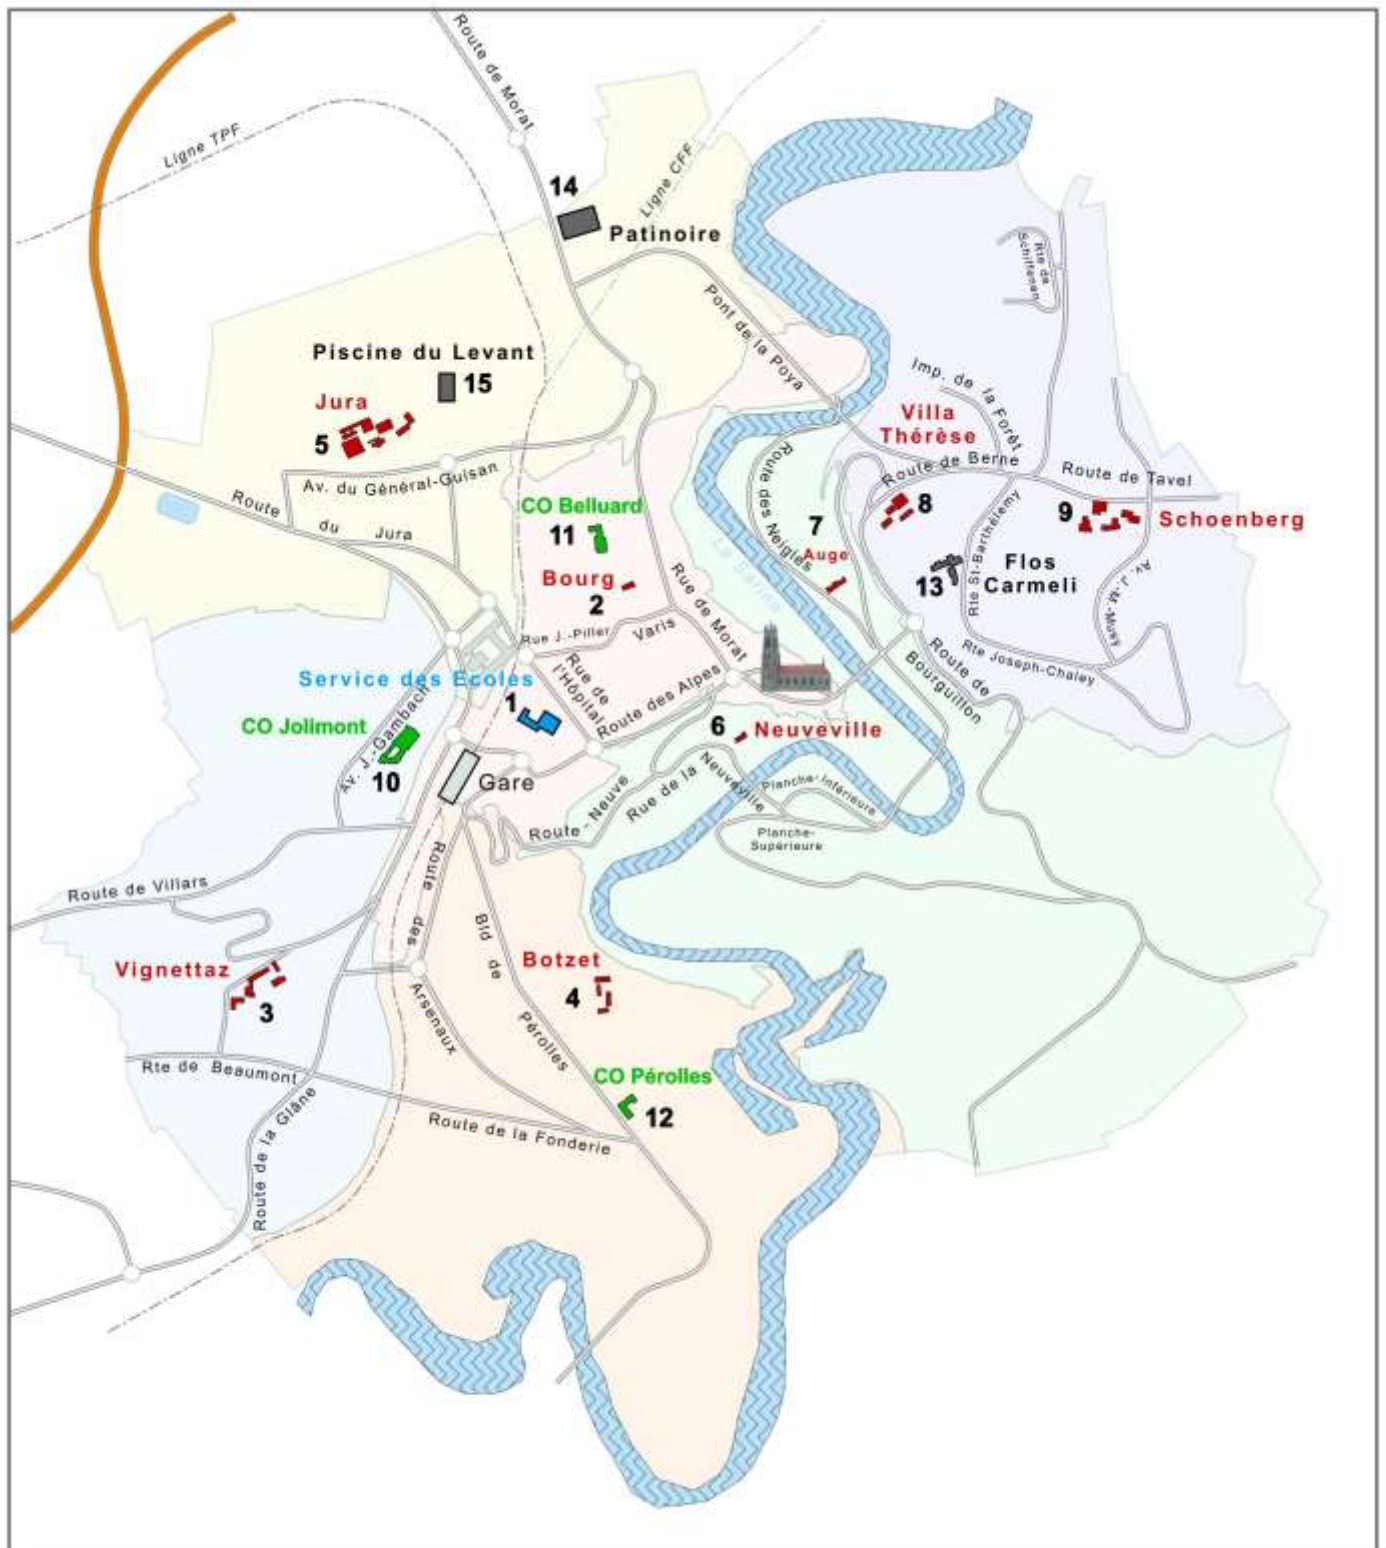 Route de Morat
Ligne TPF
Ligne CFF
14
Patinoire
Rte de
Schiffenen
Pont de la Poya
Piscine du Levant
15
Jura
5
Imp. de la Forêt
Villa
Thérèse
Route de Berne
Route de Tavel
Av. du Général-Guisan
Route du Jura
CO Belluard
11
Route des Neigles
7
Auge
8
9
Schoenberg
Bourg
2
La Sarine
Rue de Morat
13
Flos
Carmeli
Rte St-Barthélemy
Av. J.-M.-Musy
Rue J.-Piller
Varis
Rte Joseph-Chaley
Service des Ecoles
1
Rue de
l'Hôpital
Route des Alpes
Route de
Bourguillon
CO Jolimont
10
Av. J.-Gambach
6
Neuveville
Gare
Rue de la Neuveville
Planche-Inférieure
Route-Neuve
Planche-
Supérieure
Route de Villars
Route des Arsenaux
Bld de Pérolles
Vignettaz
3
Botzet
4
Rte de Beaumont
CO Pérolles
12
Route de la Glâne
Route de la Fonderie